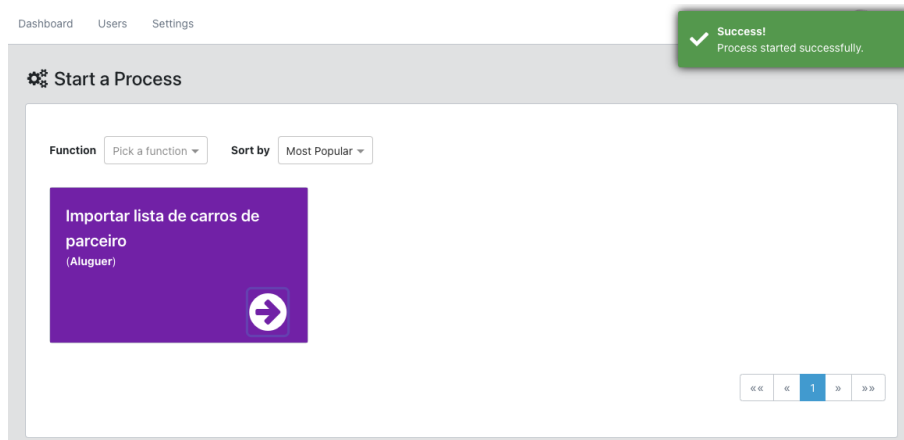 Dashboard Users Settings
Success!
Process started successfully.
Start a Process
Function Pick a function Sort by Most Popular
Importar lista de carros de
parceiro
(Aluguer)
«« « 1 » »»